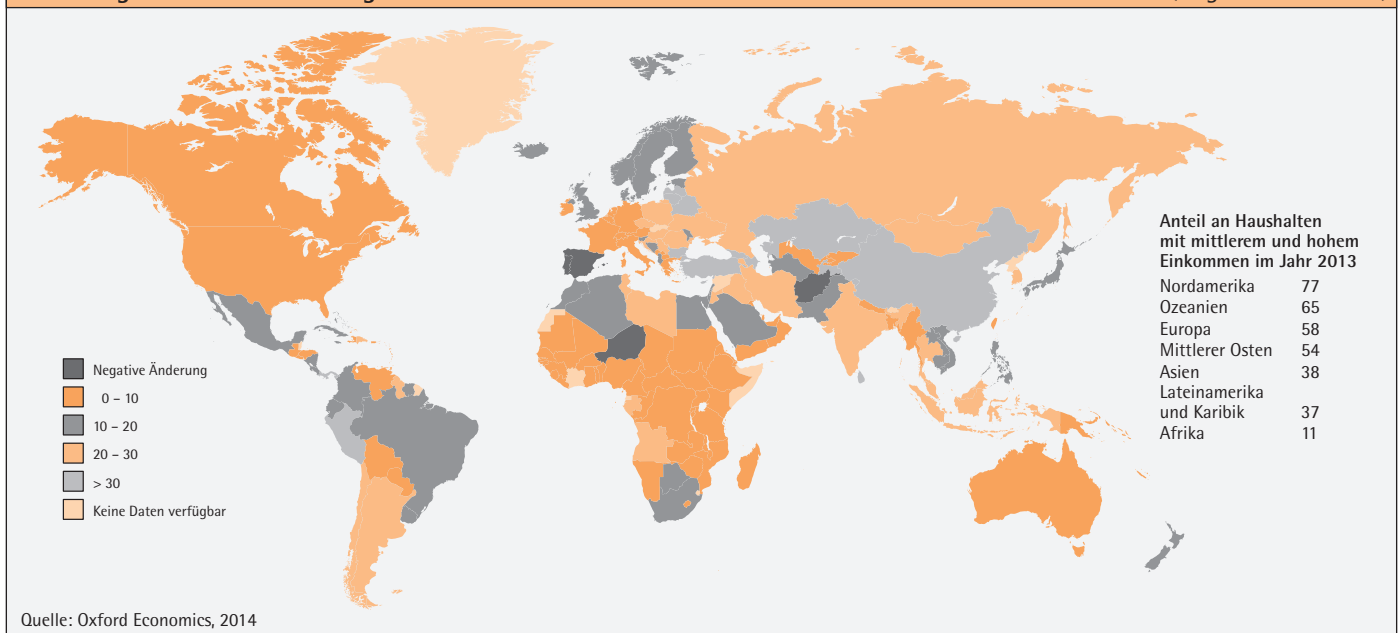 Anteil an Haushalten
mit mittlerem und hohem
Einkommen im Jahr 2013
Nordamerika 77
Ozeanien 65
Europa 58
Mittlerer Osten 54
Asien 38
Lateinamerika
und Karibik 37
Afrika 11
Negative Änderung
0 – 10
10 – 20
20 – 30
> 30
Keine Daten verfügbar
Quelle: Oxford Economics, 2014